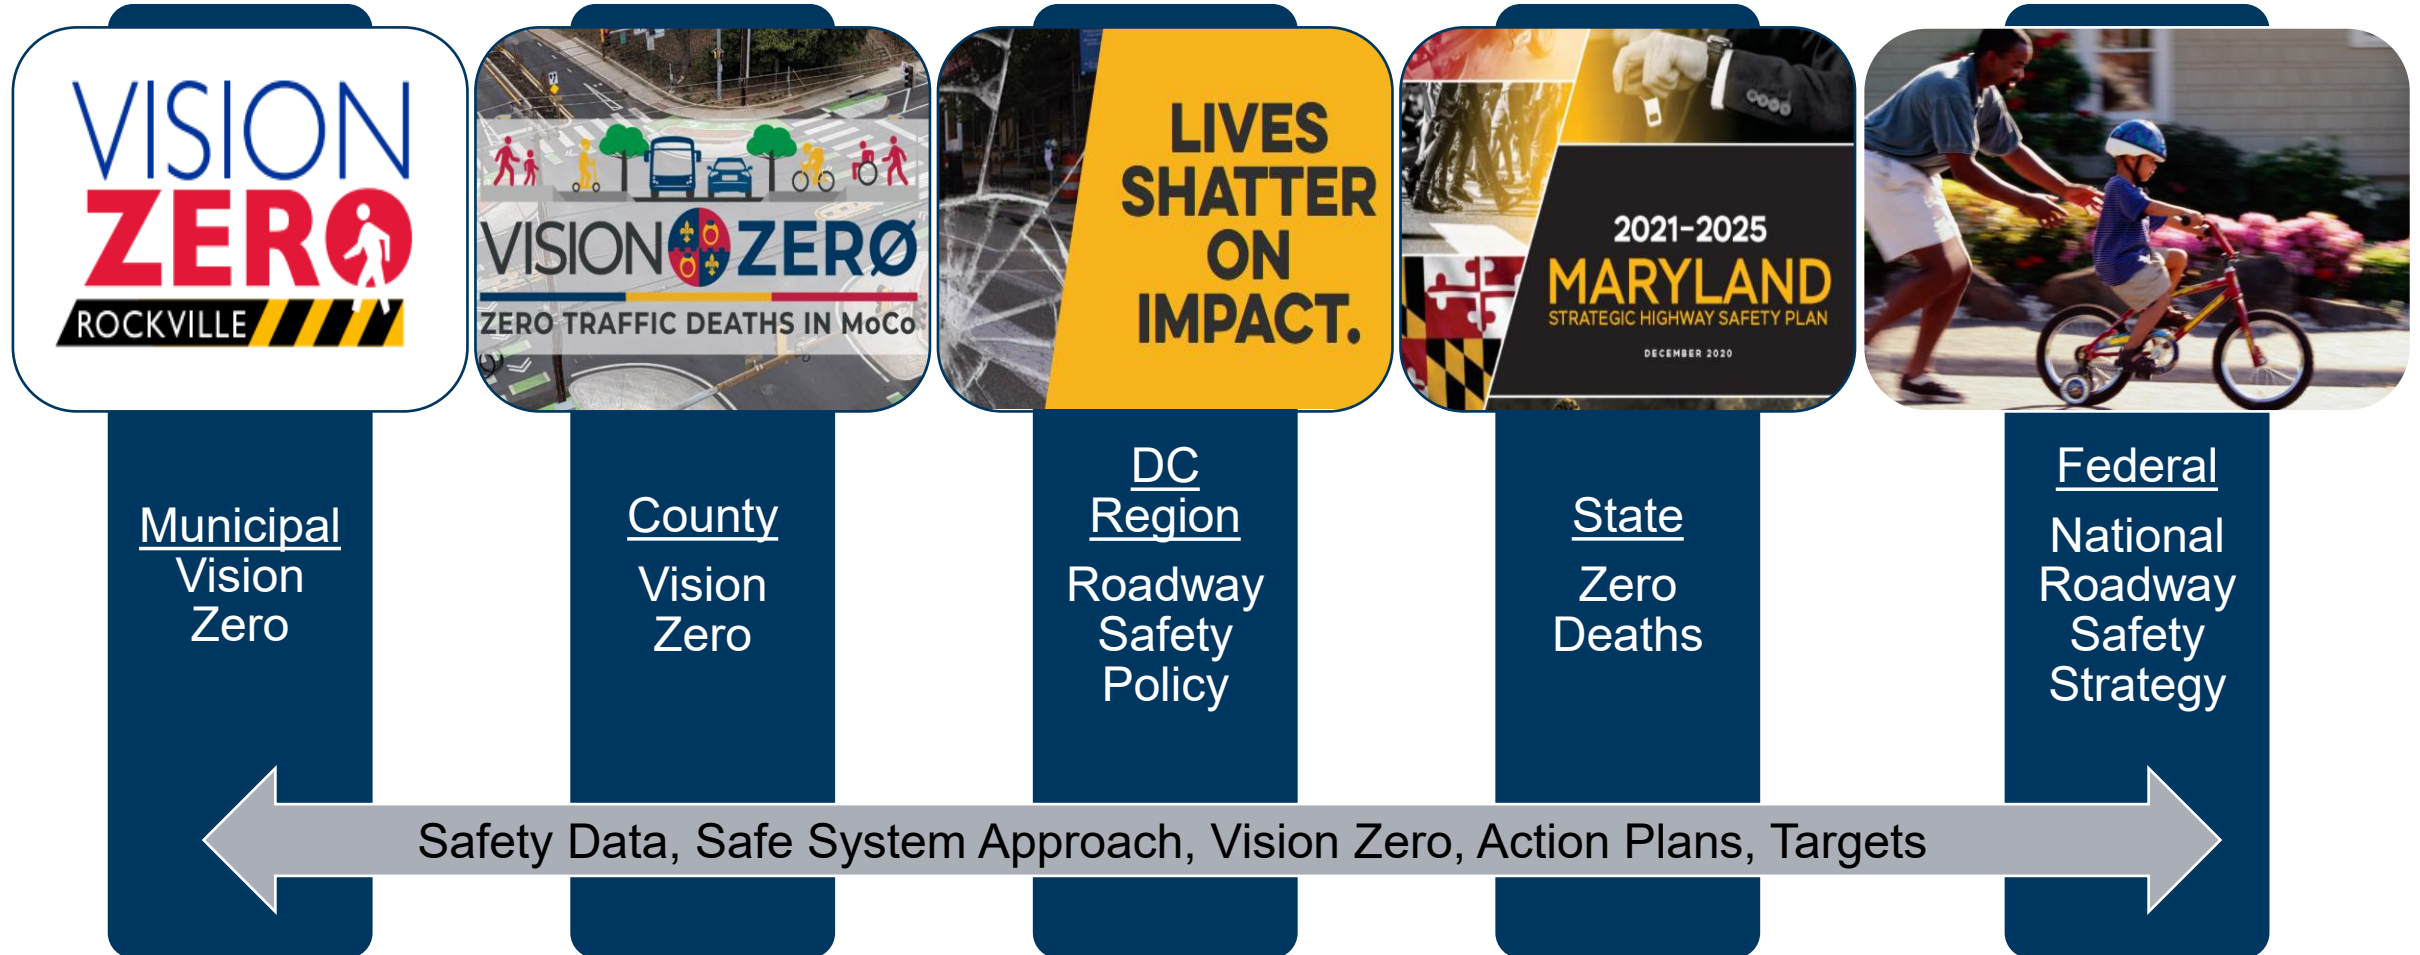 VISION
ZERO
ROCKVILLE
VISION ZERØ
ZERO TRAFFIC DEATHS IN MoCo
LIVES
SHATTER
ON
IMPACT.
2021-2025
MARYLAND
STRATEGIC HIGHWAY SAFETY PLAN
DECEMBER 2020
Municipal
Vision
Zero
County
Vision
Zero
DC
Region
Roadway
Safety
Policy
State
Zero
Deaths
Federal
National
Roadway
Safety
Strategy
Safety Data, Safe System Approach, Vision Zero, Action Plans, Targets